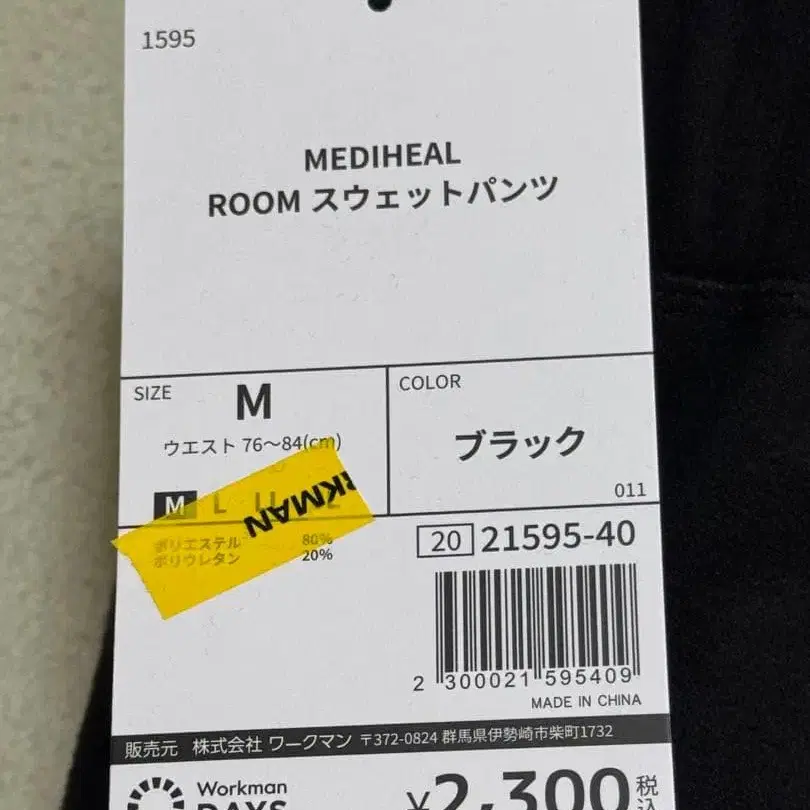 1595
MEDIHEAL
ROOM スウェットパンツ
SIZE
M
ウエスト 76〜84(cm)
M L LL
RKMAN
ポリエステル 80%
ポリウレタン 20%
COLOR
ブラック
011
20 21595-40
2 300021 595409
MADE IN CHINA
販売元 株式会社 ワークマン 〒372-0824 群馬県伊勢崎市柴町1732
Workman
DAYS
¥2,300 税込